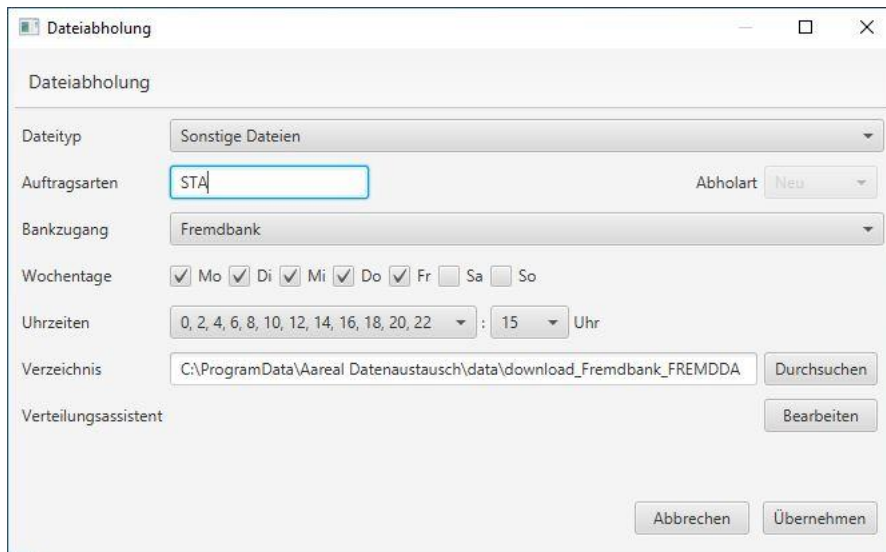 Dateiabholung
Dateiabholung
Dateityp Sonstige Dateien
Auftragsarten STA Abholart Neu
Bankzugang Fremdbank
Wochentage Mo Di Mi Do Fr Sa So
Uhrzeiten 0, 2, 4, 6, 8, 10, 12, 14, 16, 18, 20, 22 : 15 Uhr
Verzeichnis C:\ProgramData\Aareal Datenaustausch\data\download_Fremdbank_FREMDDA Durchsuchen
Verteilungsassistent Bearbeiten
Abbrechen Übernehmen